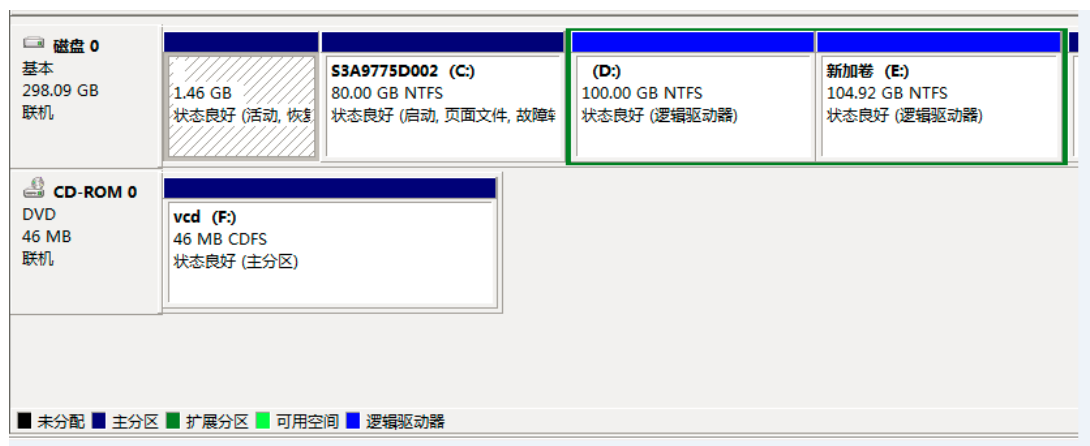 磁盘 0
基本
298.09 GB
联机
1.46 GB
状态良好 (活动, 恢复
S3A9775D002 (C:)
80.00 GB NTFS
状态良好 (启动, 页面文件, 故障转
(D:)
100.00 GB NTFS
状态良好 (逻辑驱动器)
新加卷 (E:)
104.92 GB NTFS
状态良好 (逻辑驱动器)
CD-ROM 0
DVD
46 MB
联机
vcd (F:)
46 MB CDFS
状态良好 (主分区)
未分配 主分区 扩展分区 可用空间 逻辑驱动器